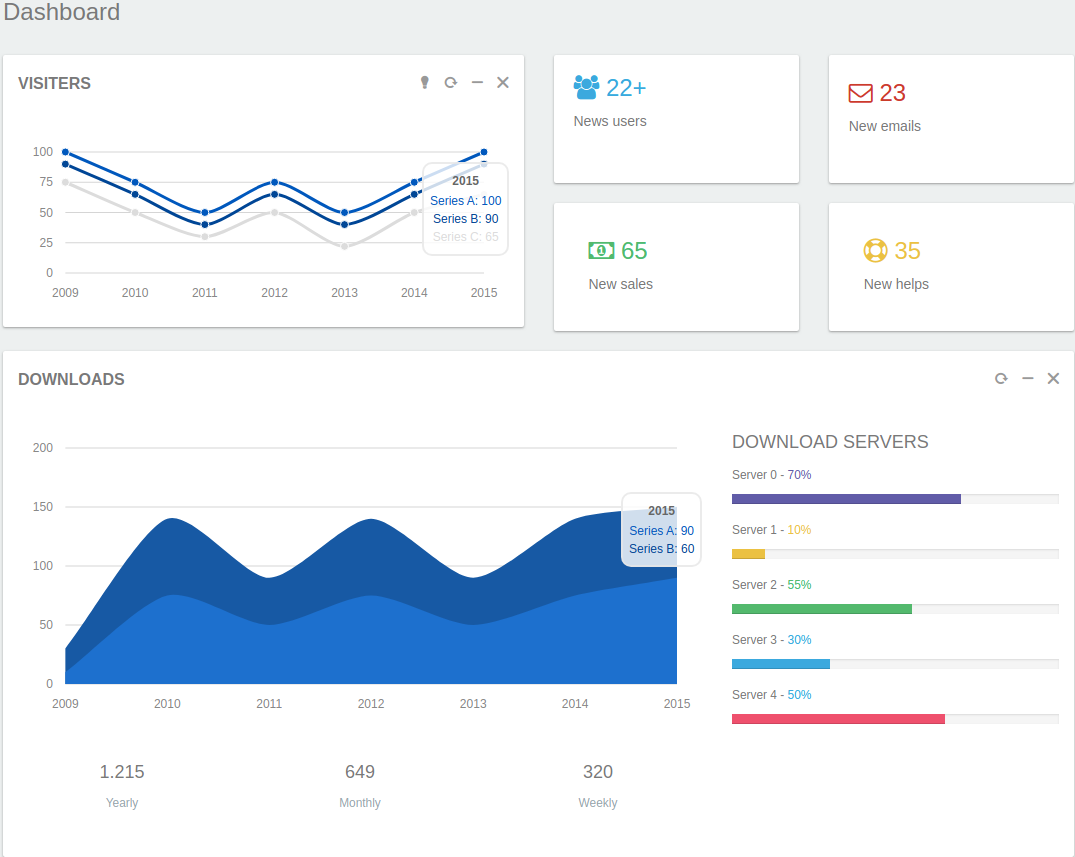 Dashboard
VISITERS
100
75
50
25
0
2009 2010 2011 2012 2013 2014 2015
2015
Series A: 100
Series B: 90
Series C: 65
22+
News users
23
New emails
1
65
New sales
35
New helps
DOWNLOADS
200
150
100
50
0
2009 2010 2011 2012 2013 2014 2015
2015
Series A: 90
Series B: 60
1.215
Yearly
649
Monthly
320
Weekly
DOWNLOAD SERVERS
Server 0 - 70%
Server 1 - 10%
Server 2 - 55%
Server 3 - 30%
Server 4 - 50%